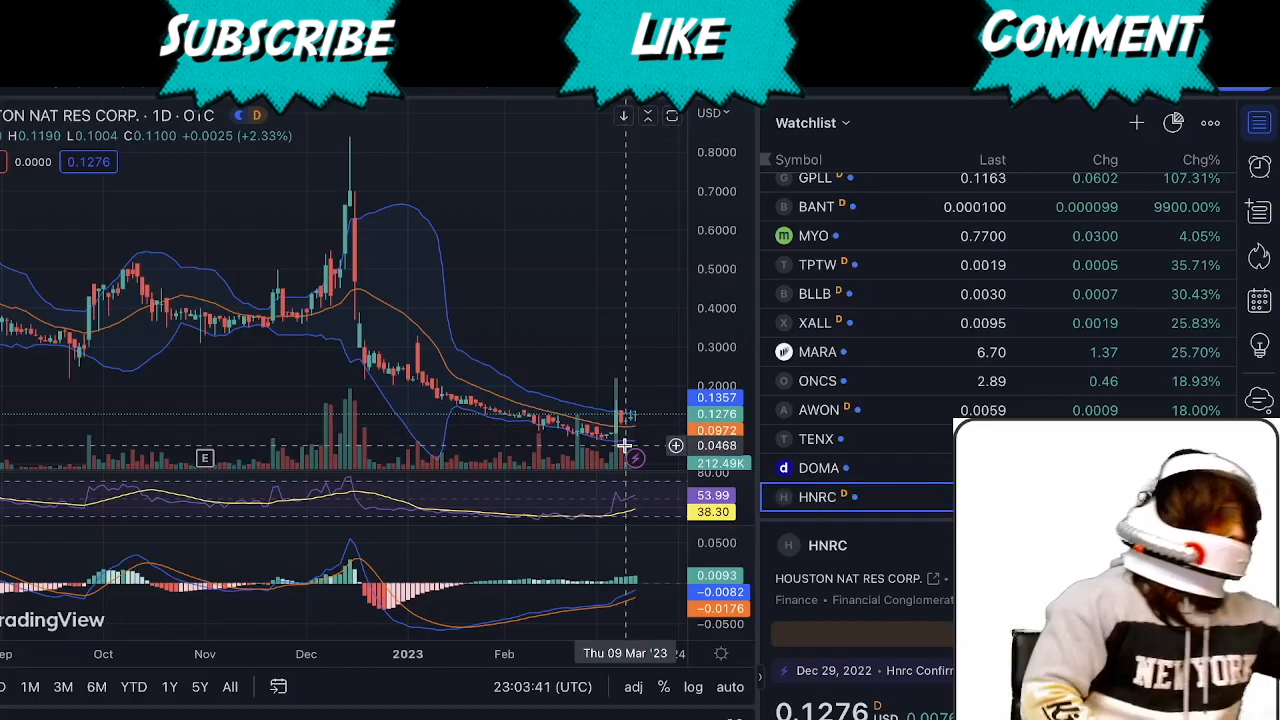 SUBSCRIBE
LIKE
COMMENT
ON NAT RES CORP. · 1D · OTC D
H0.1190 L0.1004 C0.1100 +0.0025 (+2.33%)
0.0000 0.1276
USD
0.8000
0.7000
0.6000
0.5000
0.4000
0.3000
0.2000
0.1357
0.1276
0.0972
0.0468
212.49K
80.00
53.99
38.30
0.0500
0.0093
−0.0082
−0.0176
−0.0500
E
TradingView
ep Oct Nov Dec 2023 Feb Thu 09 Mar '23 24
D 1M 3M 6M YTD 1Y 5Y All 23:03:41 (UTC) adj % log auto
Watchlist
Symbol Last Chg Chg%
G GPLL D 0.1163 0.0602 107.31%
B BANT D 0.000100 0.000099 9900.00%
m MYO 0.7700 0.0300 4.05%
T TPTW D 0.0019 0.0005 35.71%
B BLLB D 0.0030 0.0007 30.43%
X XALL D 0.0095 0.0019 25.83%
MARA 6.70 1.37 25.70%
O ONCS 2.89 0.46 18.93%
A AWON D 0.0059 0.0009 18.00%
T TENX
d DOMA
H HNRC D
H HNRC
HOUSTON NAT RES CORP. •
Finance • Financial Conglomerat
Dec 29, 2022 • Hnrc Confirr
0.1276 D USD 0.0076
NEW YORK